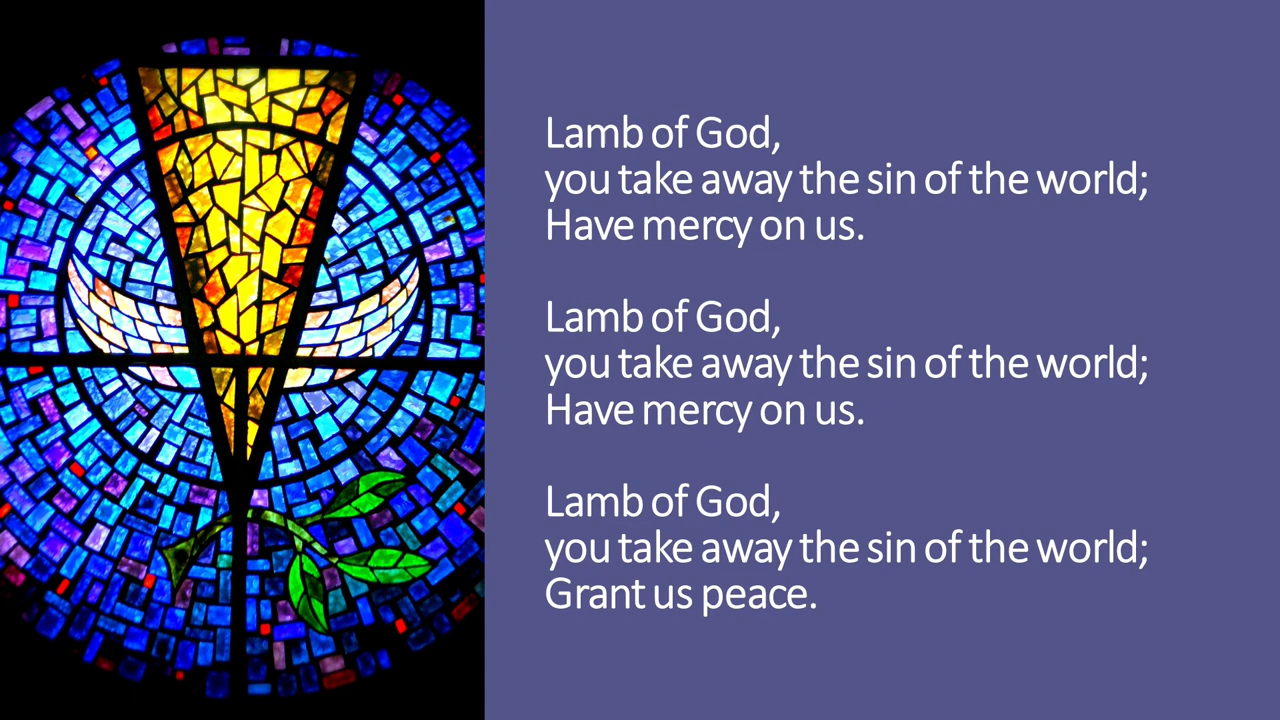 Lamb of God,
you take away the sin of the world;
Have mercy on us.
Lamb of God,
you take away the sin of the world;
Have mercy on us.
Lamb of God,
you take away the sin of the world;
Grant us peace.